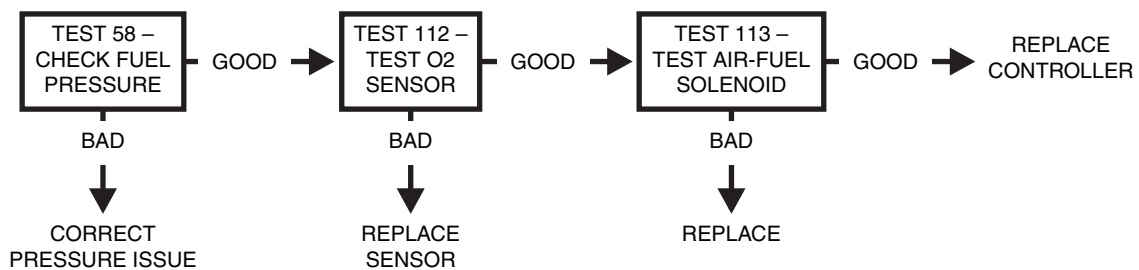 TEST 58 –
CHECK FUEL
PRESSURE
GOOD
TEST 112 –
TEST O2
SENSOR
GOOD
TEST 113 –
TEST AIR-FUEL
SOLENOID
GOOD
REPLACE
CONTROLLER
BAD
BAD
BAD
CORRECT
PRESSURE ISSUE
REPLACE
SENSOR
REPLACE